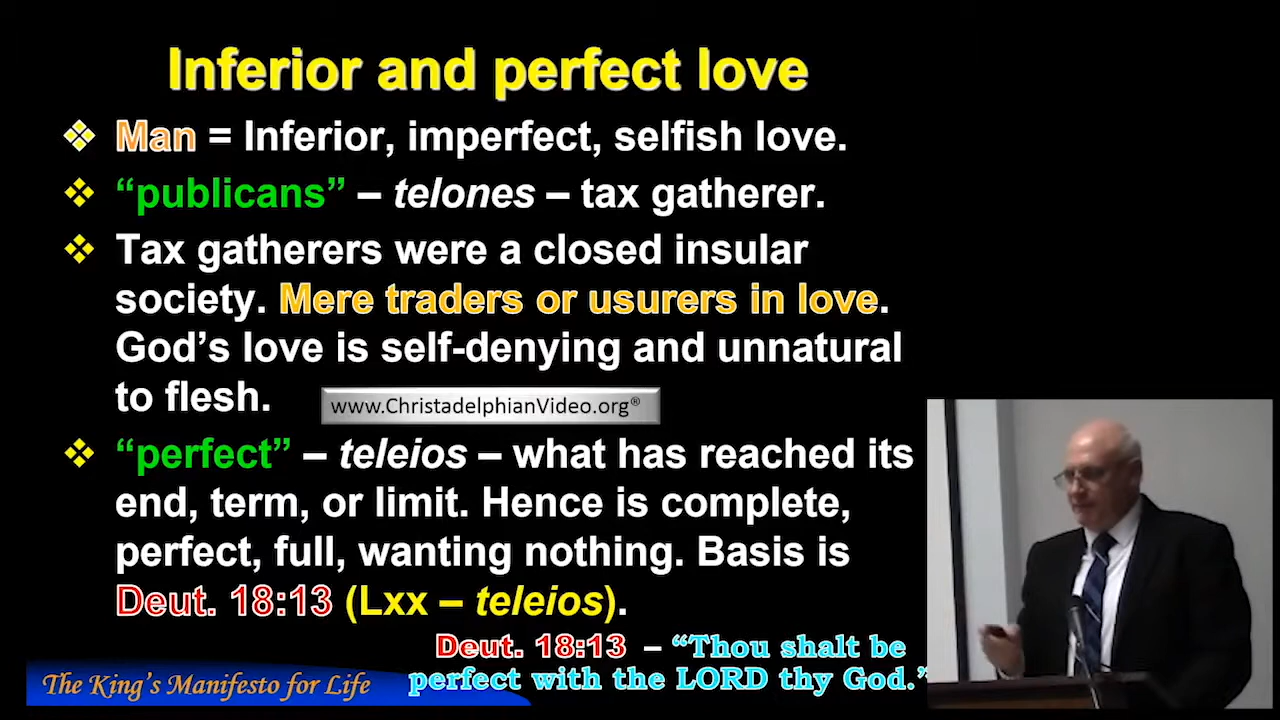 Inferior and perfect love
Man = Inferior, imperfect, selfish love.
“publicans” – telones – tax gatherer.
Tax gatherers were a closed insular
society. Mere traders or usurers in love.
God’s love is self-denying and unnatural
to flesh.
www.ChristadelphianVideo.org®
“perfect” – teleios – what has reached its
end, term, or limit. Hence is complete,
perfect, full, wanting nothing. Basis is
Deut. 18:13 (Lxx – teleios).
Deut. 18:13 – “Thou shalt be
perfect with the LORD thy God.”
The King’s Manifesto for Life